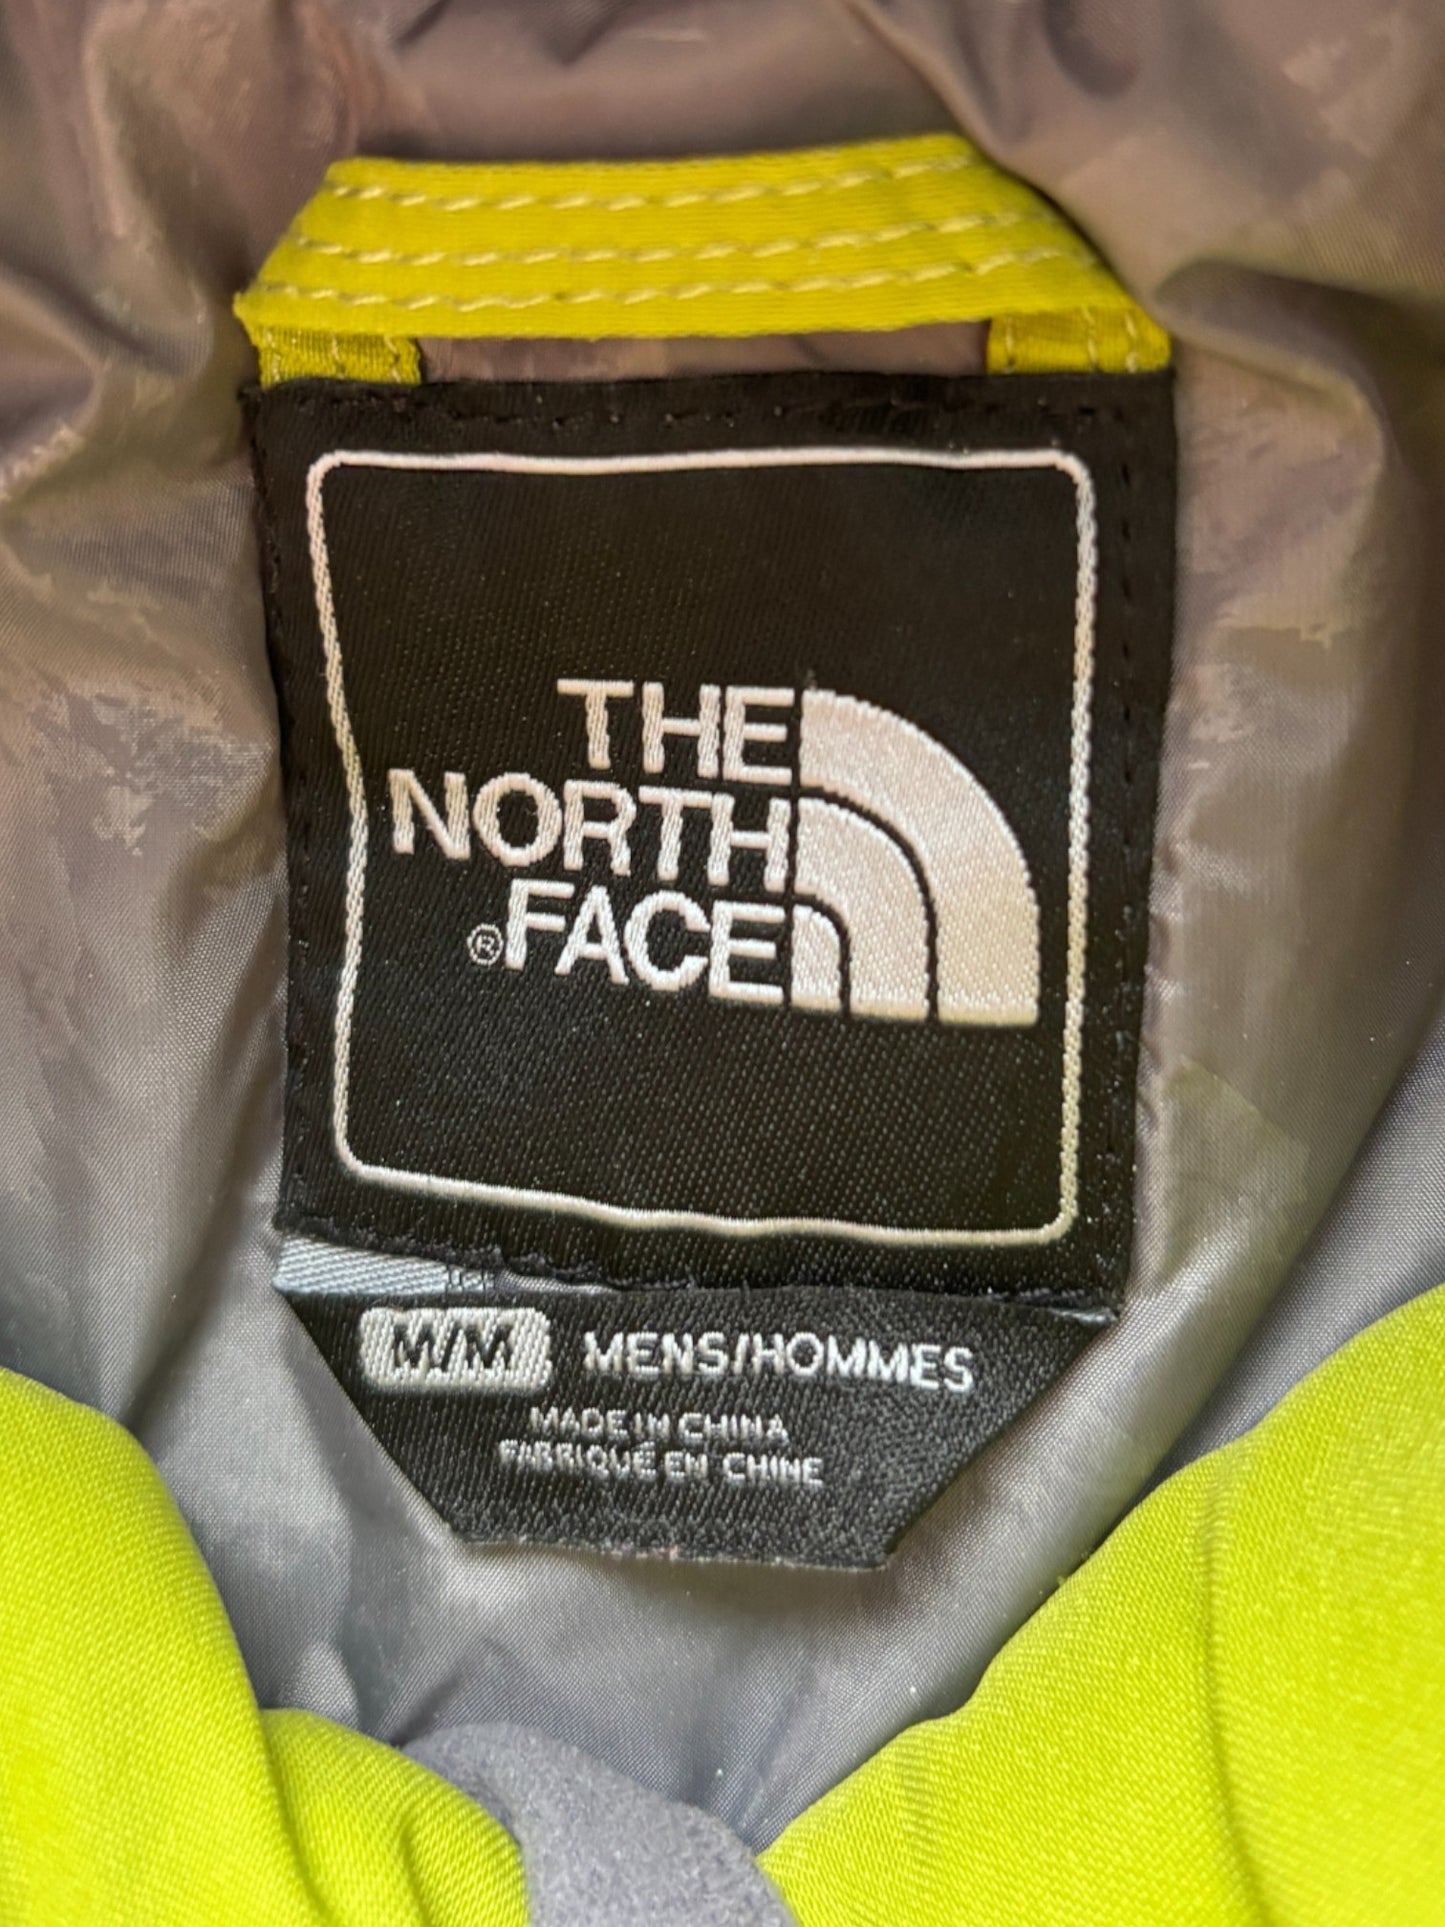 THE
NORTH
®FACE
M/M MENS/HOMMES
MADE IN CHINA
FABRIQUÉ EN CHINE